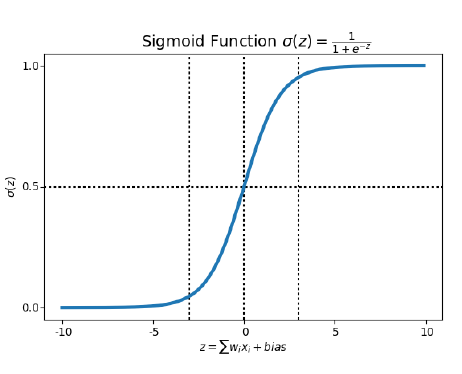 Sigmoid Function σ(z) = 1/(1+e^-z)
1.0
0.5
0.0
σ(z)
-10 -5 0 5 10
z = ∑wᵢxᵢ + bias